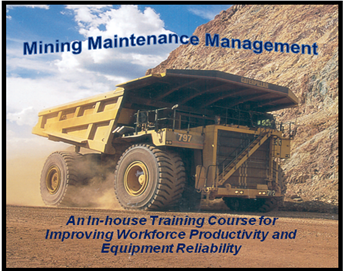 Mining Maintenance Management
797
An In-house Training Course for
Improving Workforce Productivity and
Equipment Reliability